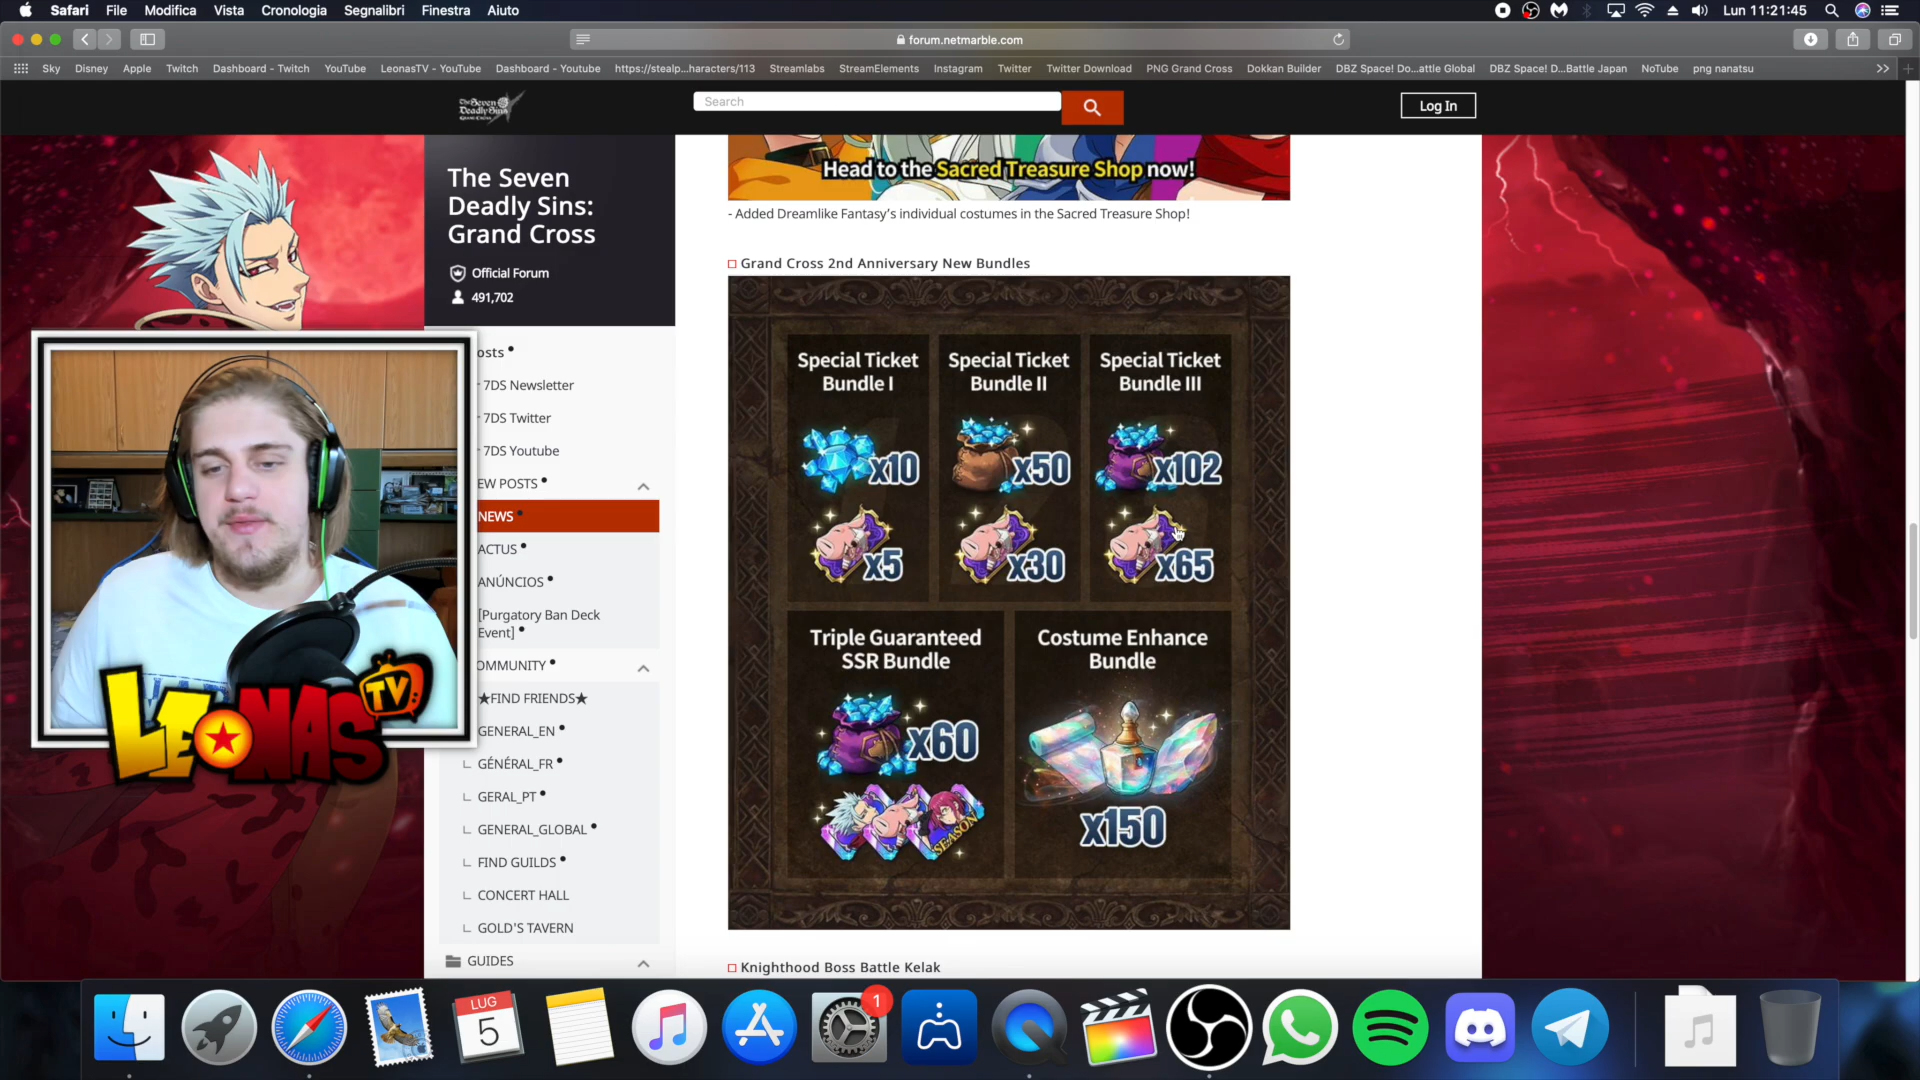 Safari File Modifica Vista Cronologia Segnalibri Finestra Aiuto Lun 11:21:45
forum.netmarble.com
Sky Disney Apple Twitch Dashboard - Twitch YouTube LeonasTV - YouTube Dashboard - Youtube https://stealp...haracters/113 Streamlabs StreamElements Instagram Twitter Twitter Download PNG Grand Cross Dokkan Builder DBZ Space! Do...attle Global DBZ Space! D...Battle Japan NoTube png nanatsu
The Seven Deadly Sins GRAND CROSS
Search
Log In
The Seven
Deadly Sins:
Grand Cross
Official Forum
491,702
osts
7DS Newsletter
7DS Twitter
7DS Youtube
EW POSTS
NEWS
ACTUS
ANÚNCIOS
[Purgatory Ban Deck
Event]
OMMUNITY
★FIND FRIENDS★
GENERAL_EN
GÉNÉRAL_FR
GERAL_PT
GENERAL_GLOBAL
FIND GUILDS
CONCERT HALL
GOLD'S TAVERN
GUIDES
Head to the Sacred Treasure Shop now!
- Added Dreamlike Fantasy's individual costumes in the Sacred Treasure Shop!
Grand Cross 2nd Anniversary New Bundles
Special Ticket
Bundle I
x10
x5
Special Ticket
Bundle II
x50
x30
Special Ticket
Bundle III
x102
x65
Triple Guaranteed
SSR Bundle
x60
SEASON
Costume Enhance
Bundle
x150
Knighthood Boss Battle Kelak
LEONAS TV
LUG
5
1